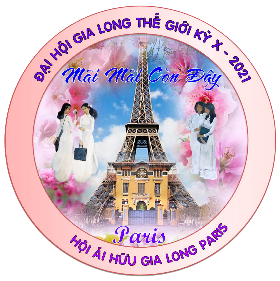 ĐẠI HỘI GIA LONG THẾ GIỚI KỲ X - 2021
Mãi Mãi Còn Đây
Paris
HỘI ÁI HỮU GIA LONG PARIS